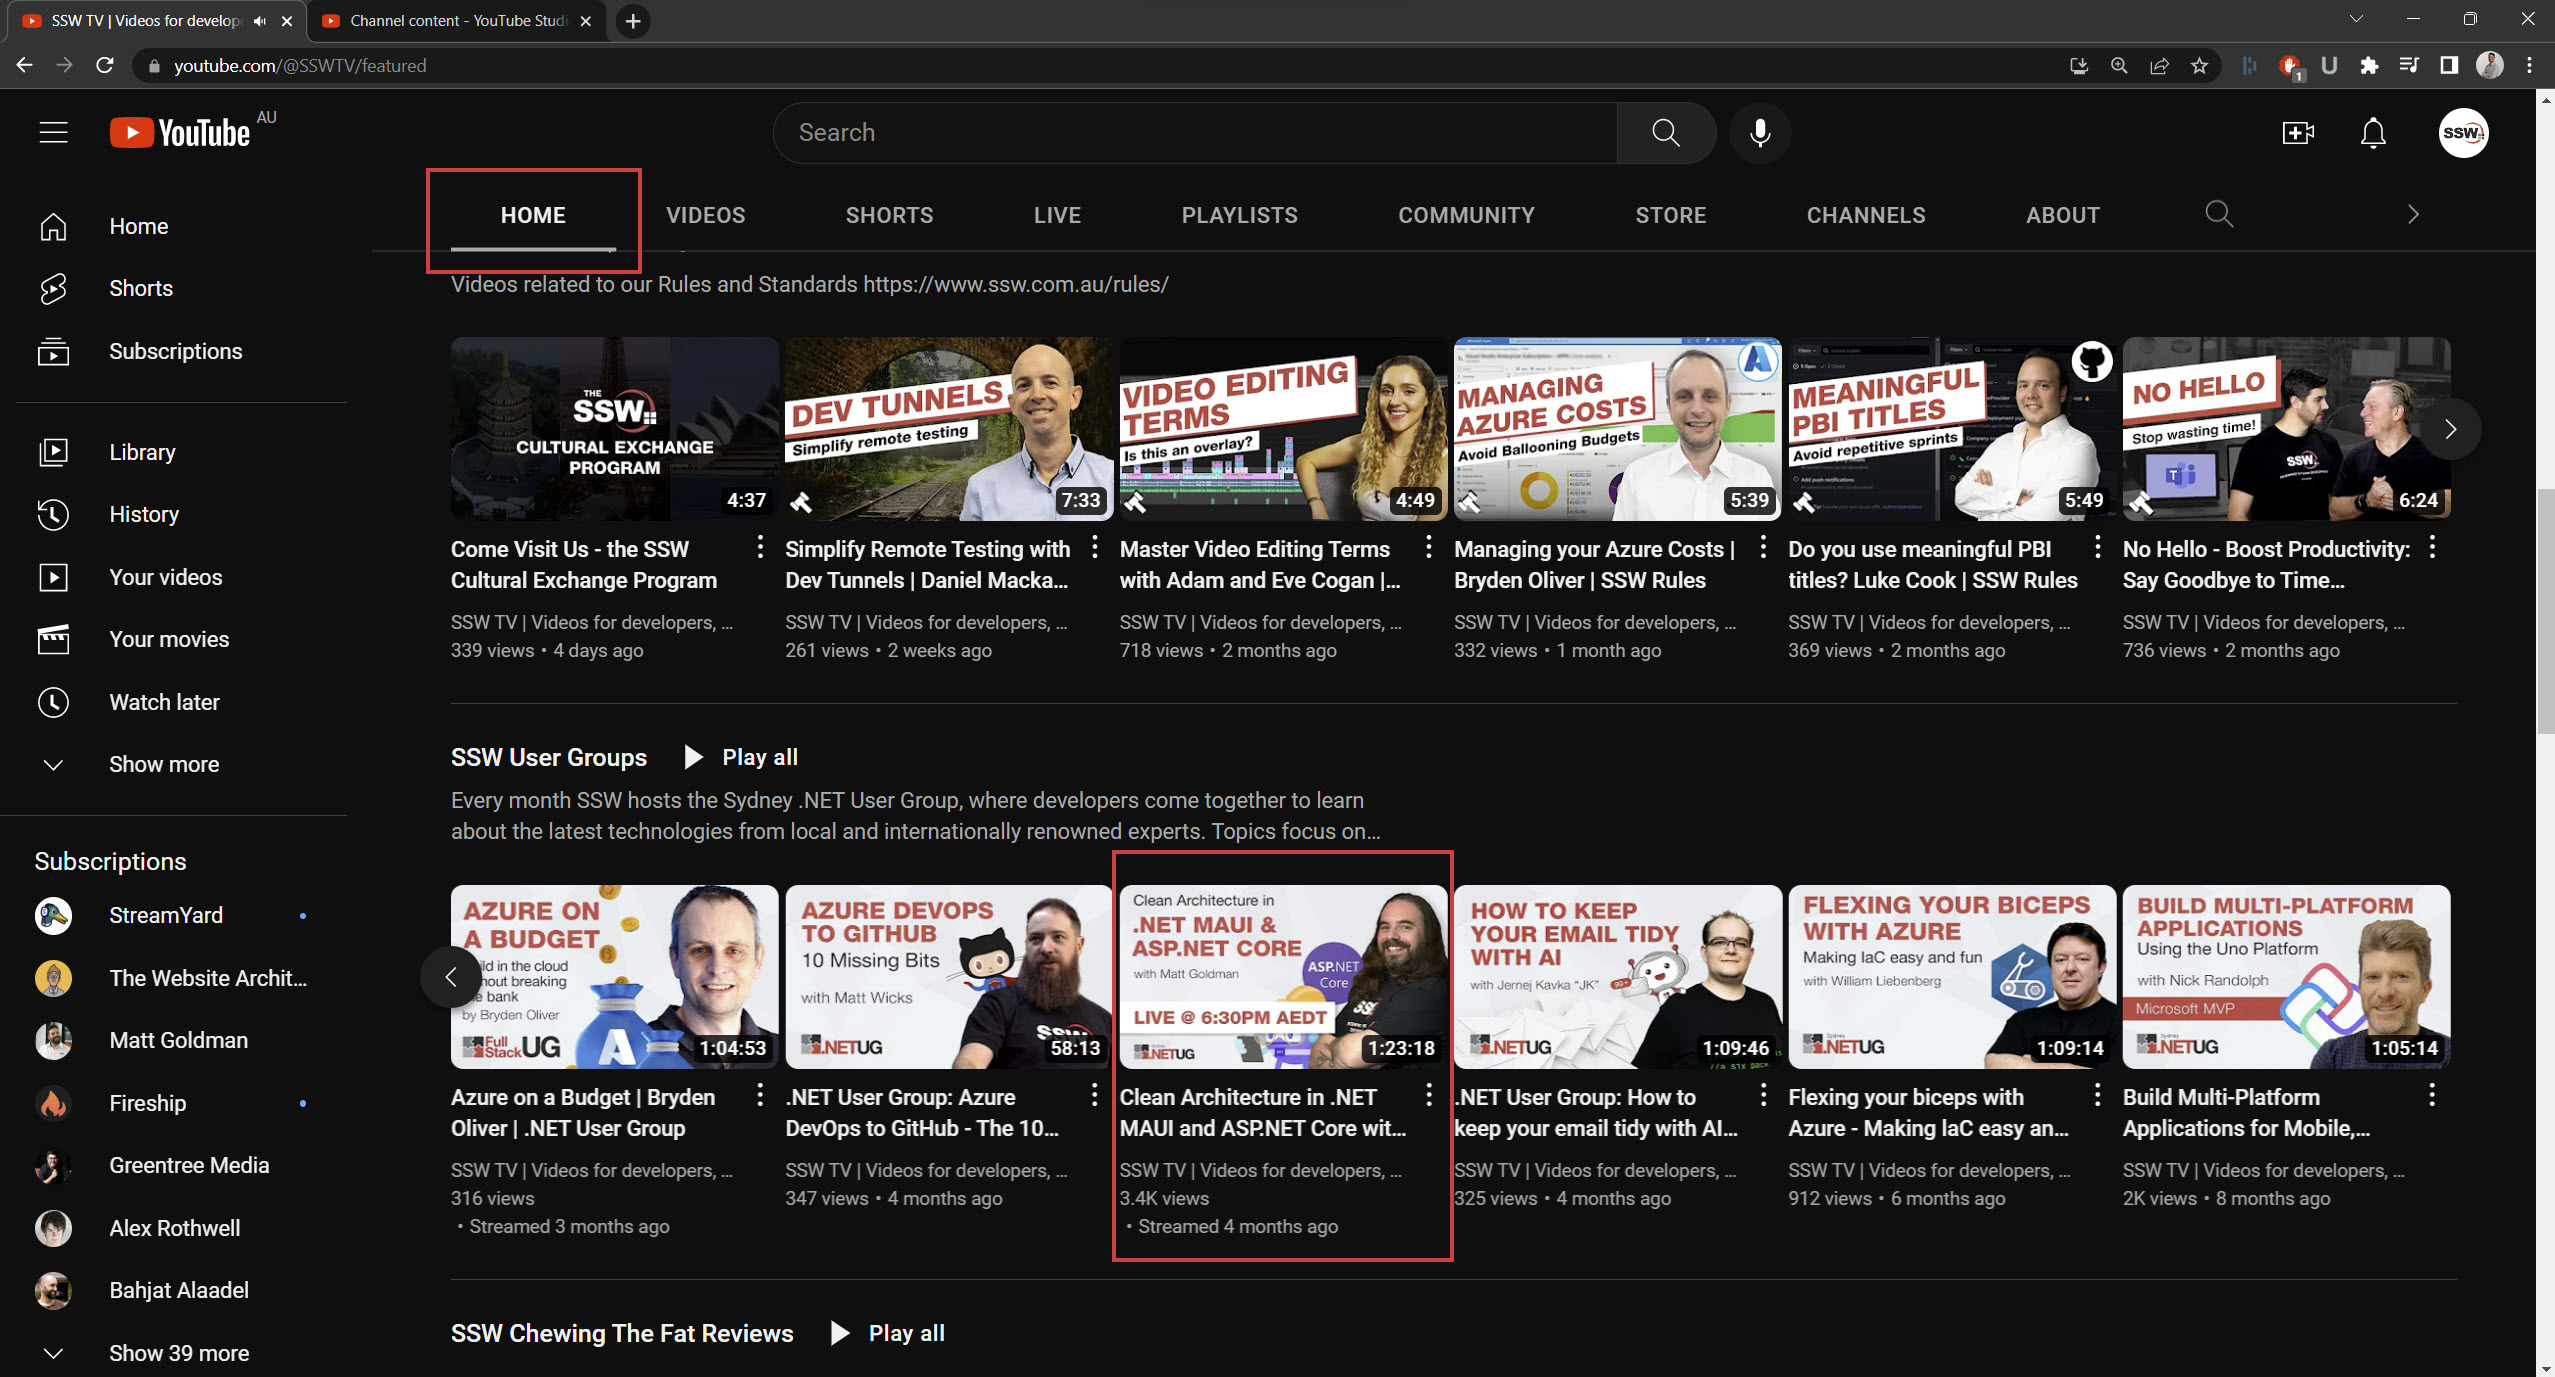 SSW TV | Videos for develop
Channel content - YouTube Studi
youtube.com/@SSWTV/featured
1
YouTube AU
Search
SSW
HOME
VIDEOS
SHORTS
LIVE
PLAYLISTS
COMMUNITY
STORE
CHANNELS
ABOUT
Home
Shorts
Subscriptions
Library
History
Your videos
Your movies
Watch later
Show more
Subscriptions
StreamYard
The Website Archit...
Matt Goldman
Fireship
Greentree Media
Alex Rothwell
Bahjat Alaadel
Show 39 more
Videos related to our Rules and Standards https://www.ssw.com.au/rules/
THE
SSW
CULTURAL EXCHANGE
PROGRAM
4:37
Come Visit Us - the SSW
Cultural Exchange Program
SSW TV | Videos for developers, ...
339 views • 4 days ago
DEV TUNNELS
Simplify remote testing
7:33
Simplify Remote Testing with
Dev Tunnels | Daniel Macka...
SSW TV | Videos for developers, ...
261 views • 2 weeks ago
VIDEO EDITING
TERMS
Is this an overlay?
4:49
Master Video Editing Terms
with Adam and Eve Cogan |...
SSW TV | Videos for developers, ...
718 views • 2 months ago
MANAGING
AZURE COSTS
Avoid Ballooning Budgets
5:39
Managing your Azure Costs |
Bryden Oliver | SSW Rules
SSW TV | Videos for developers, ...
332 views • 1 month ago
MEANINGFUL
PBI TITLES
Avoid repetitive sprints
5:49
Do you use meaningful PBI
titles? Luke Cook | SSW Rules
SSW TV | Videos for developers, ...
369 views • 2 months ago
NO HELLO
Stop wasting time!
SSW
6:24
No Hello - Boost Productivity:
Say Goodbye to Time...
SSW TV | Videos for developers, ...
736 views • 2 months ago
SSW User Groups
Play all
Every month SSW hosts the Sydney .NET User Group, where developers come together to learn
about the latest technologies from local and internationally renowned experts. Topics focus on...
AZURE ON
A BUDGET
ld in the cloud
hout breaking
e bank
by Bryden Oliver
Full
Stack UG
1:04:53
Azure on a Budget | Bryden
Oliver | .NET User Group
SSW TV | Videos for developers, ...
316 views
• Streamed 3 months ago
AZURE DEVOPS
TO GITHUB
10 Missing Bits
with Matt Wicks
.NETUG
SSW
58:13
.NET User Group: Azure
DevOps to GitHub - The 10...
SSW TV | Videos for developers, ...
347 views • 4 months ago
Clean Architecture in
.NET MAUI &
ASP.NET CORE
with Matt Goldman
ASP.NET
Core
LIVE @ 6:30PM AEDT
.NETUG
1:23:18
Clean Architecture in .NET
MAUI and ASP.NET Core wit...
SSW TV | Videos for developers, ...
3.4K views
• Streamed 4 months ago
HOW TO KEEP
YOUR EMAIL TIDY
WITH AI
with Jernej Kavka "JK"
99+
.NETUG
1:09:46
//a six pack
.NET User Group: How to
keep your email tidy with AI...
SSW TV | Videos for developers, ...
325 views • 4 months ago
FLEXING YOUR BICEPS
WITH AZURE
Making IaC easy and fun
with William Liebenberg
Sydney
.NETUG
1:09:14
Flexing your biceps with
Azure - Making IaC easy an...
SSW TV | Videos for developers, ...
912 views • 6 months ago
BUILD MULTI-PLATFORM
APPLICATIONS
Using the Uno Platform
with Nick Randolph
Microsoft MVP
Sydney
.NETUG
1:05:14
Build Multi-Platform
Applications for Mobile,...
SSW TV | Videos for developers, ...
2K views • 8 months ago
SSW Chewing The Fat Reviews
Play all